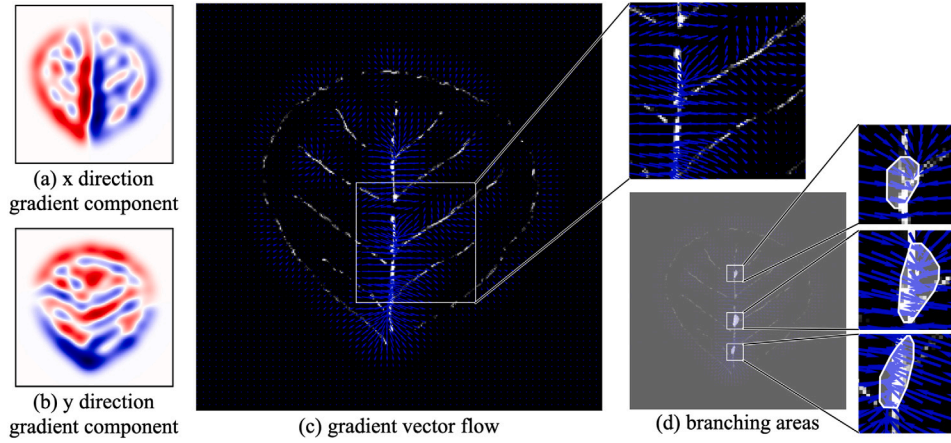 (a) x direction
gradient component
(b) y direction
gradient component
(c) gradient vector flow
(d) branching areas